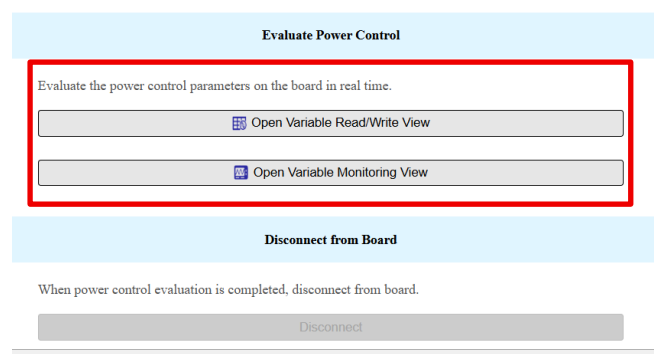 Evaluate Power Control
Evaluate the power control parameters on the board in real time.
Open Variable Read/Write View
Open Variable Monitoring View
Disconnect from Board
When power control evaluation is completed, disconnect from board.
Disconnect